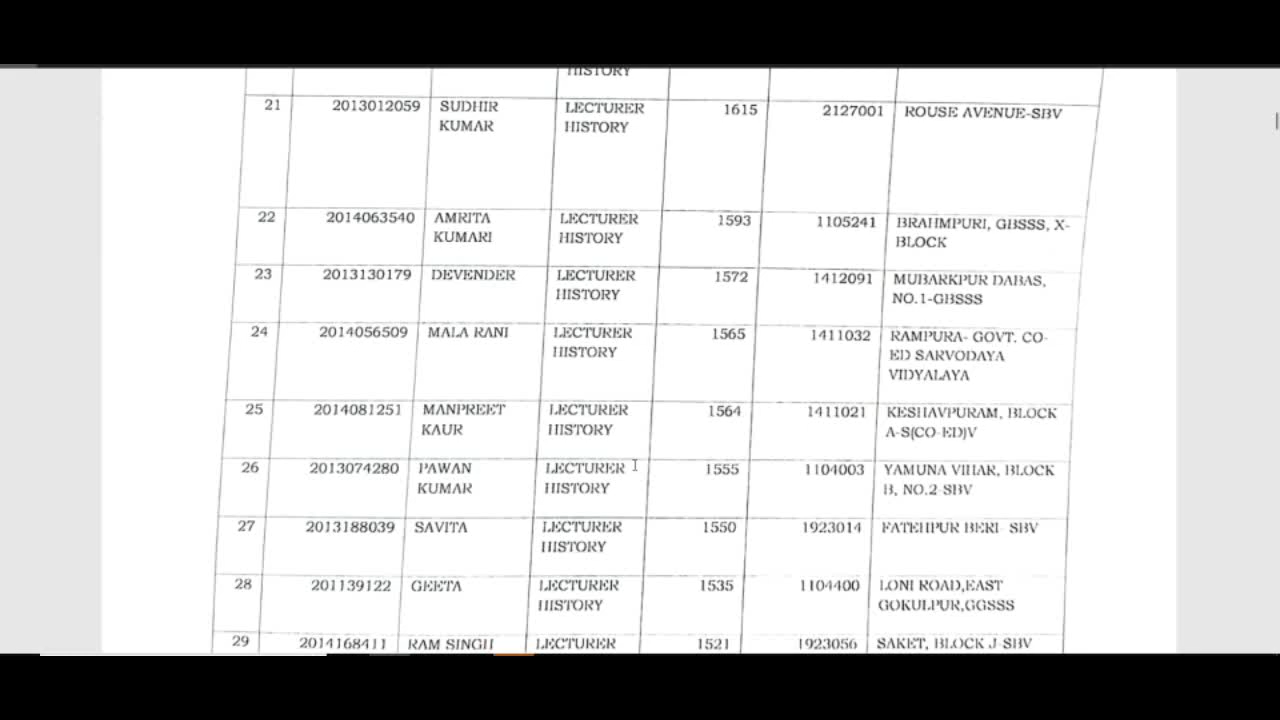 HISTORY
21 2013012059 SUDHIR LECTURER 1615 2127001 ROUSE AVENUE-SBV
KUMAR HISTORY
22 2014063540 AMRITA LECTURER 1593 1105241 BRAHMPURI, GBSSS, X-
KUMARI HISTORY BLOCK
23 2013130179 DEVENDER LECTURER 1572 1412091 MUBARKPUR DABAS,
HISTORY NO.1-GBSSS
24 2014056509 MALA RANI LECTURER 1565 1411032 RAMPURA- GOVT. CO-
HISTORY ED SARVODAYA
VIDYALAYA
25 2014081251 MANPREET LECTURER 1564 1411021 KESHAVPURAM, BLOCK
KAUR HISTORY A-S(CO-ED)V
26 2013074280 PAWAN LECTURER 1555 1104003 YAMUNA VIHAR, BLOCK
KUMAR HISTORY B, NO.2-SBV
27 2013188039 SAVITA LECTURER 1550 1923014 FATEHPUR BERI- SBV
HISTORY
28 201139122 GEETA LECTURER 1535 1104400 LONI ROAD,EAST
HISTORY GOKULPUR,GGSSS
29 2014168411 RAM SINGH LECTURER 1521 1923056 SAKET, BLOCK J-SBV